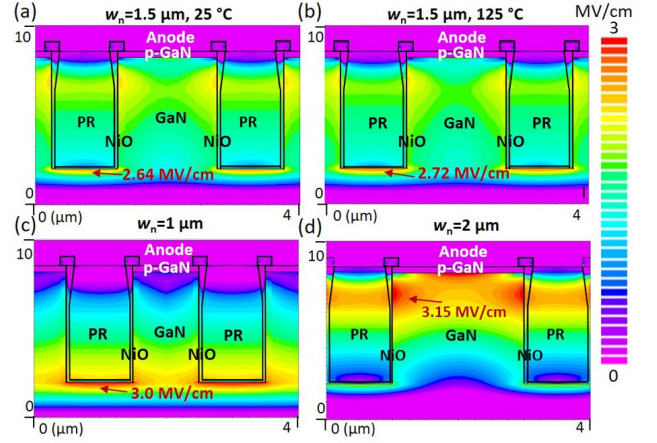 (a) wn=1.5 µm, 25 °C
10
Anode
p-GaN
PR
GaN
PR
NiO
NiO
2.64 MV/cm
0
0 (µm)
4
(b) wn=1.5 µm, 125 °C
10
Anode
p-GaN
PR
GaN
PR
NiO
NiO
2.72 MV/cm
0
0 (µm)
4
MV/cm
3
0
(c) wn=1 µm
10
Anode
p-GaN
PR
GaN
PR
NiO
NiO
3.0 MV/cm
0
0 (µm)
4
(d) wn=2 µm
10
Anode
p-GaN
3.15 MV/cm
PR
GaN
PR
NiO
NiO
0
0 (µm)
4